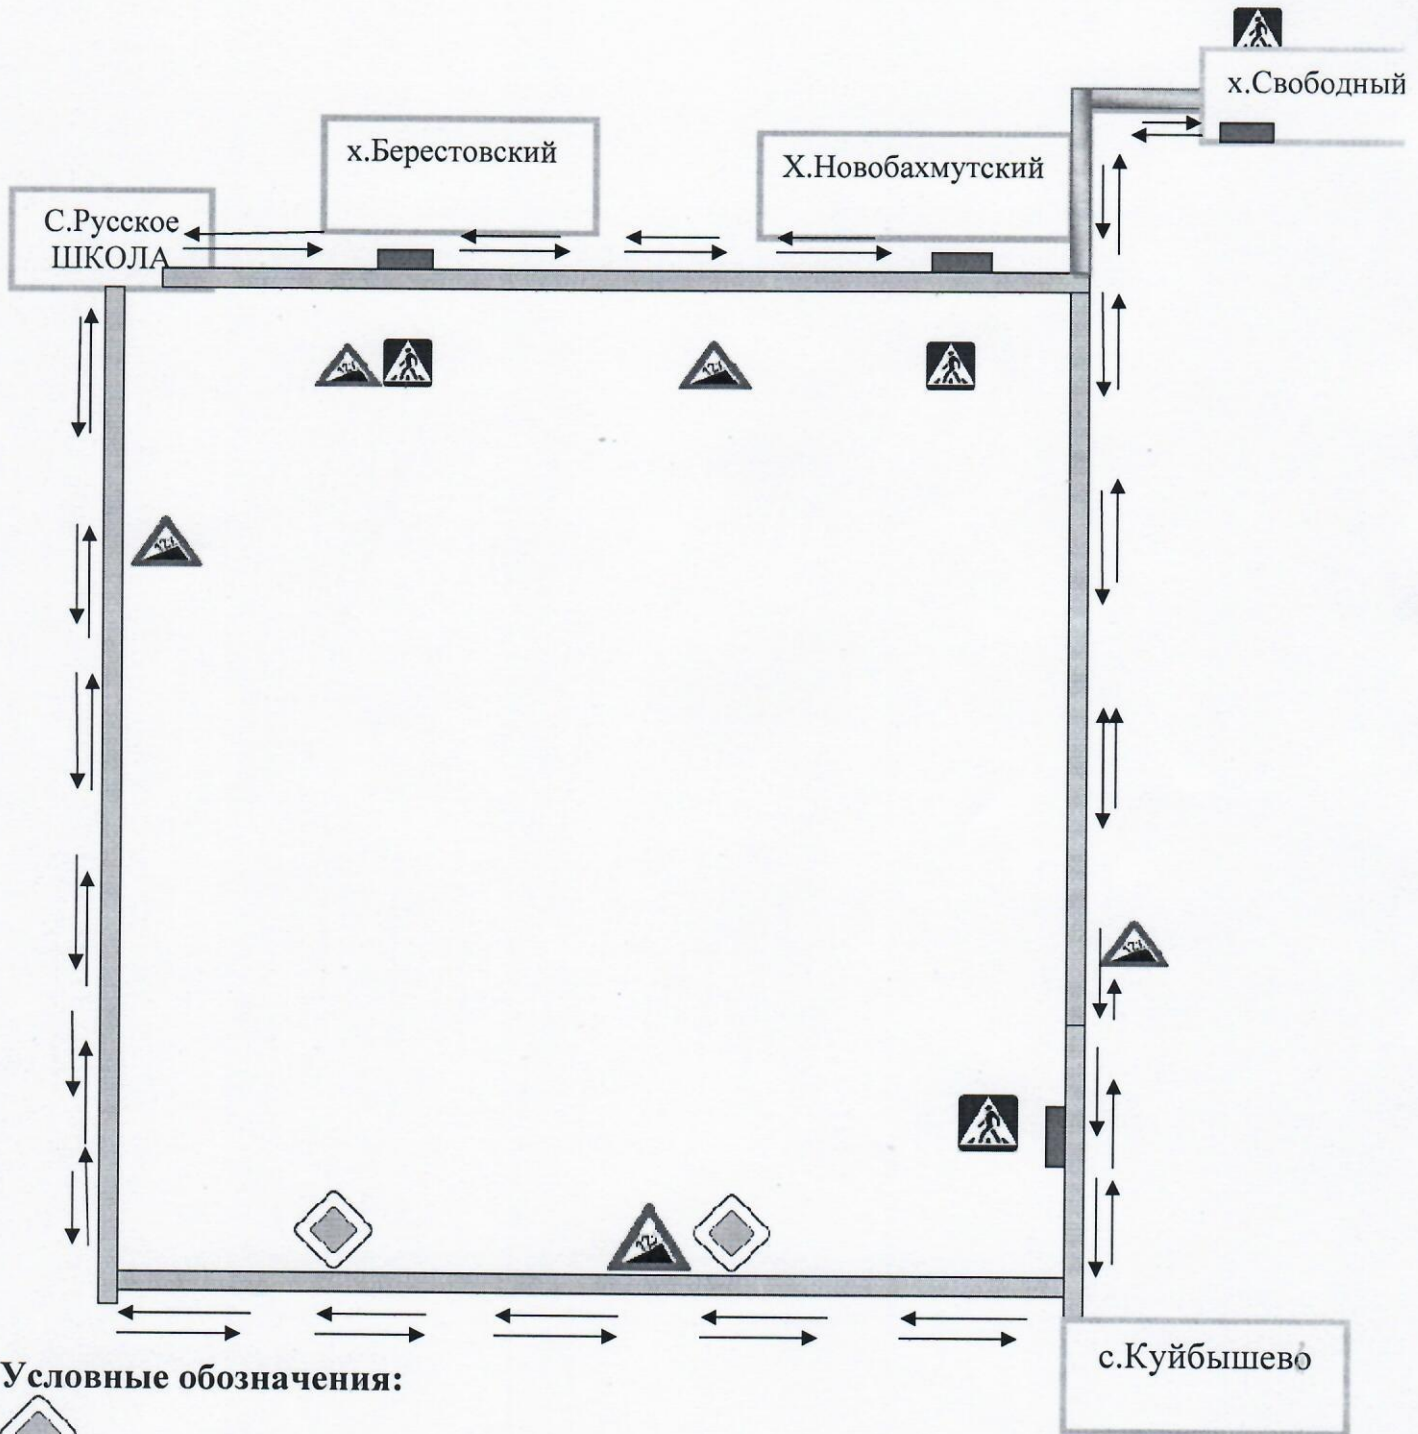 х.Свободный
х.Берестовский
Х.Новобахмутский
С.Русское
ШКОЛА
с.Куйбышево
Условные обозначения: